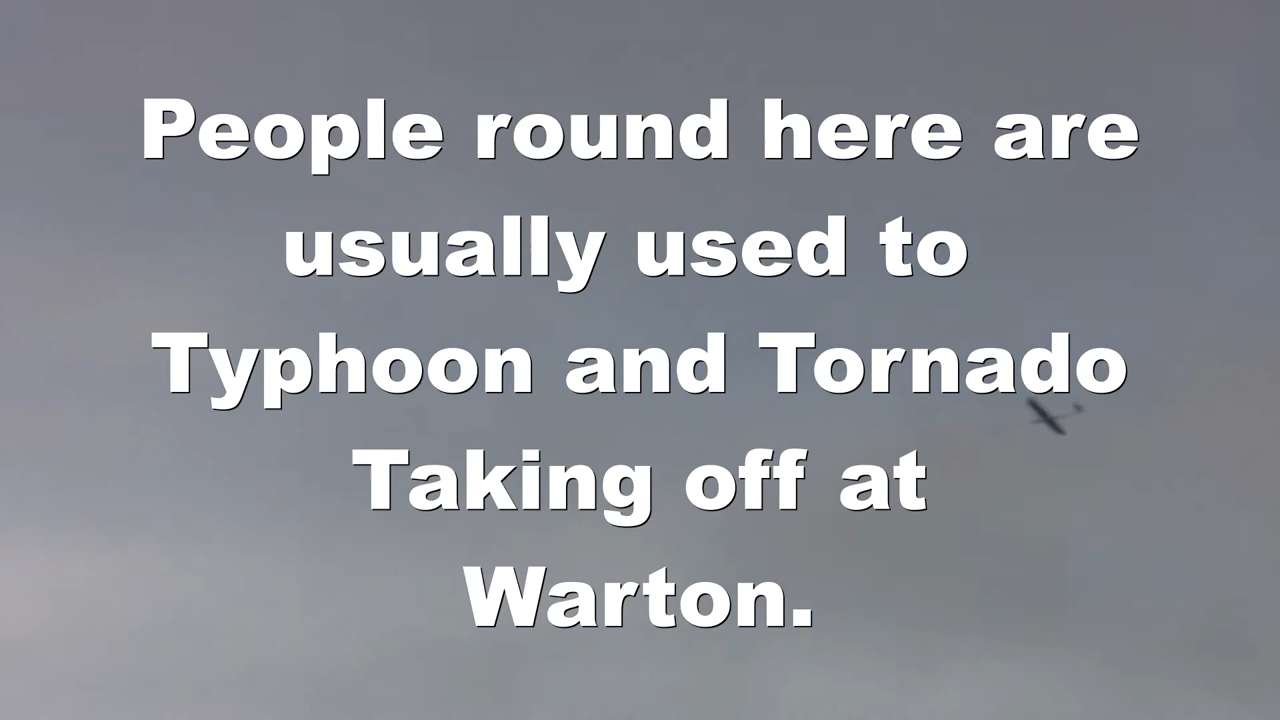 People round here are
usually used to
Typhoon and Tornado
Taking off at
Warton.